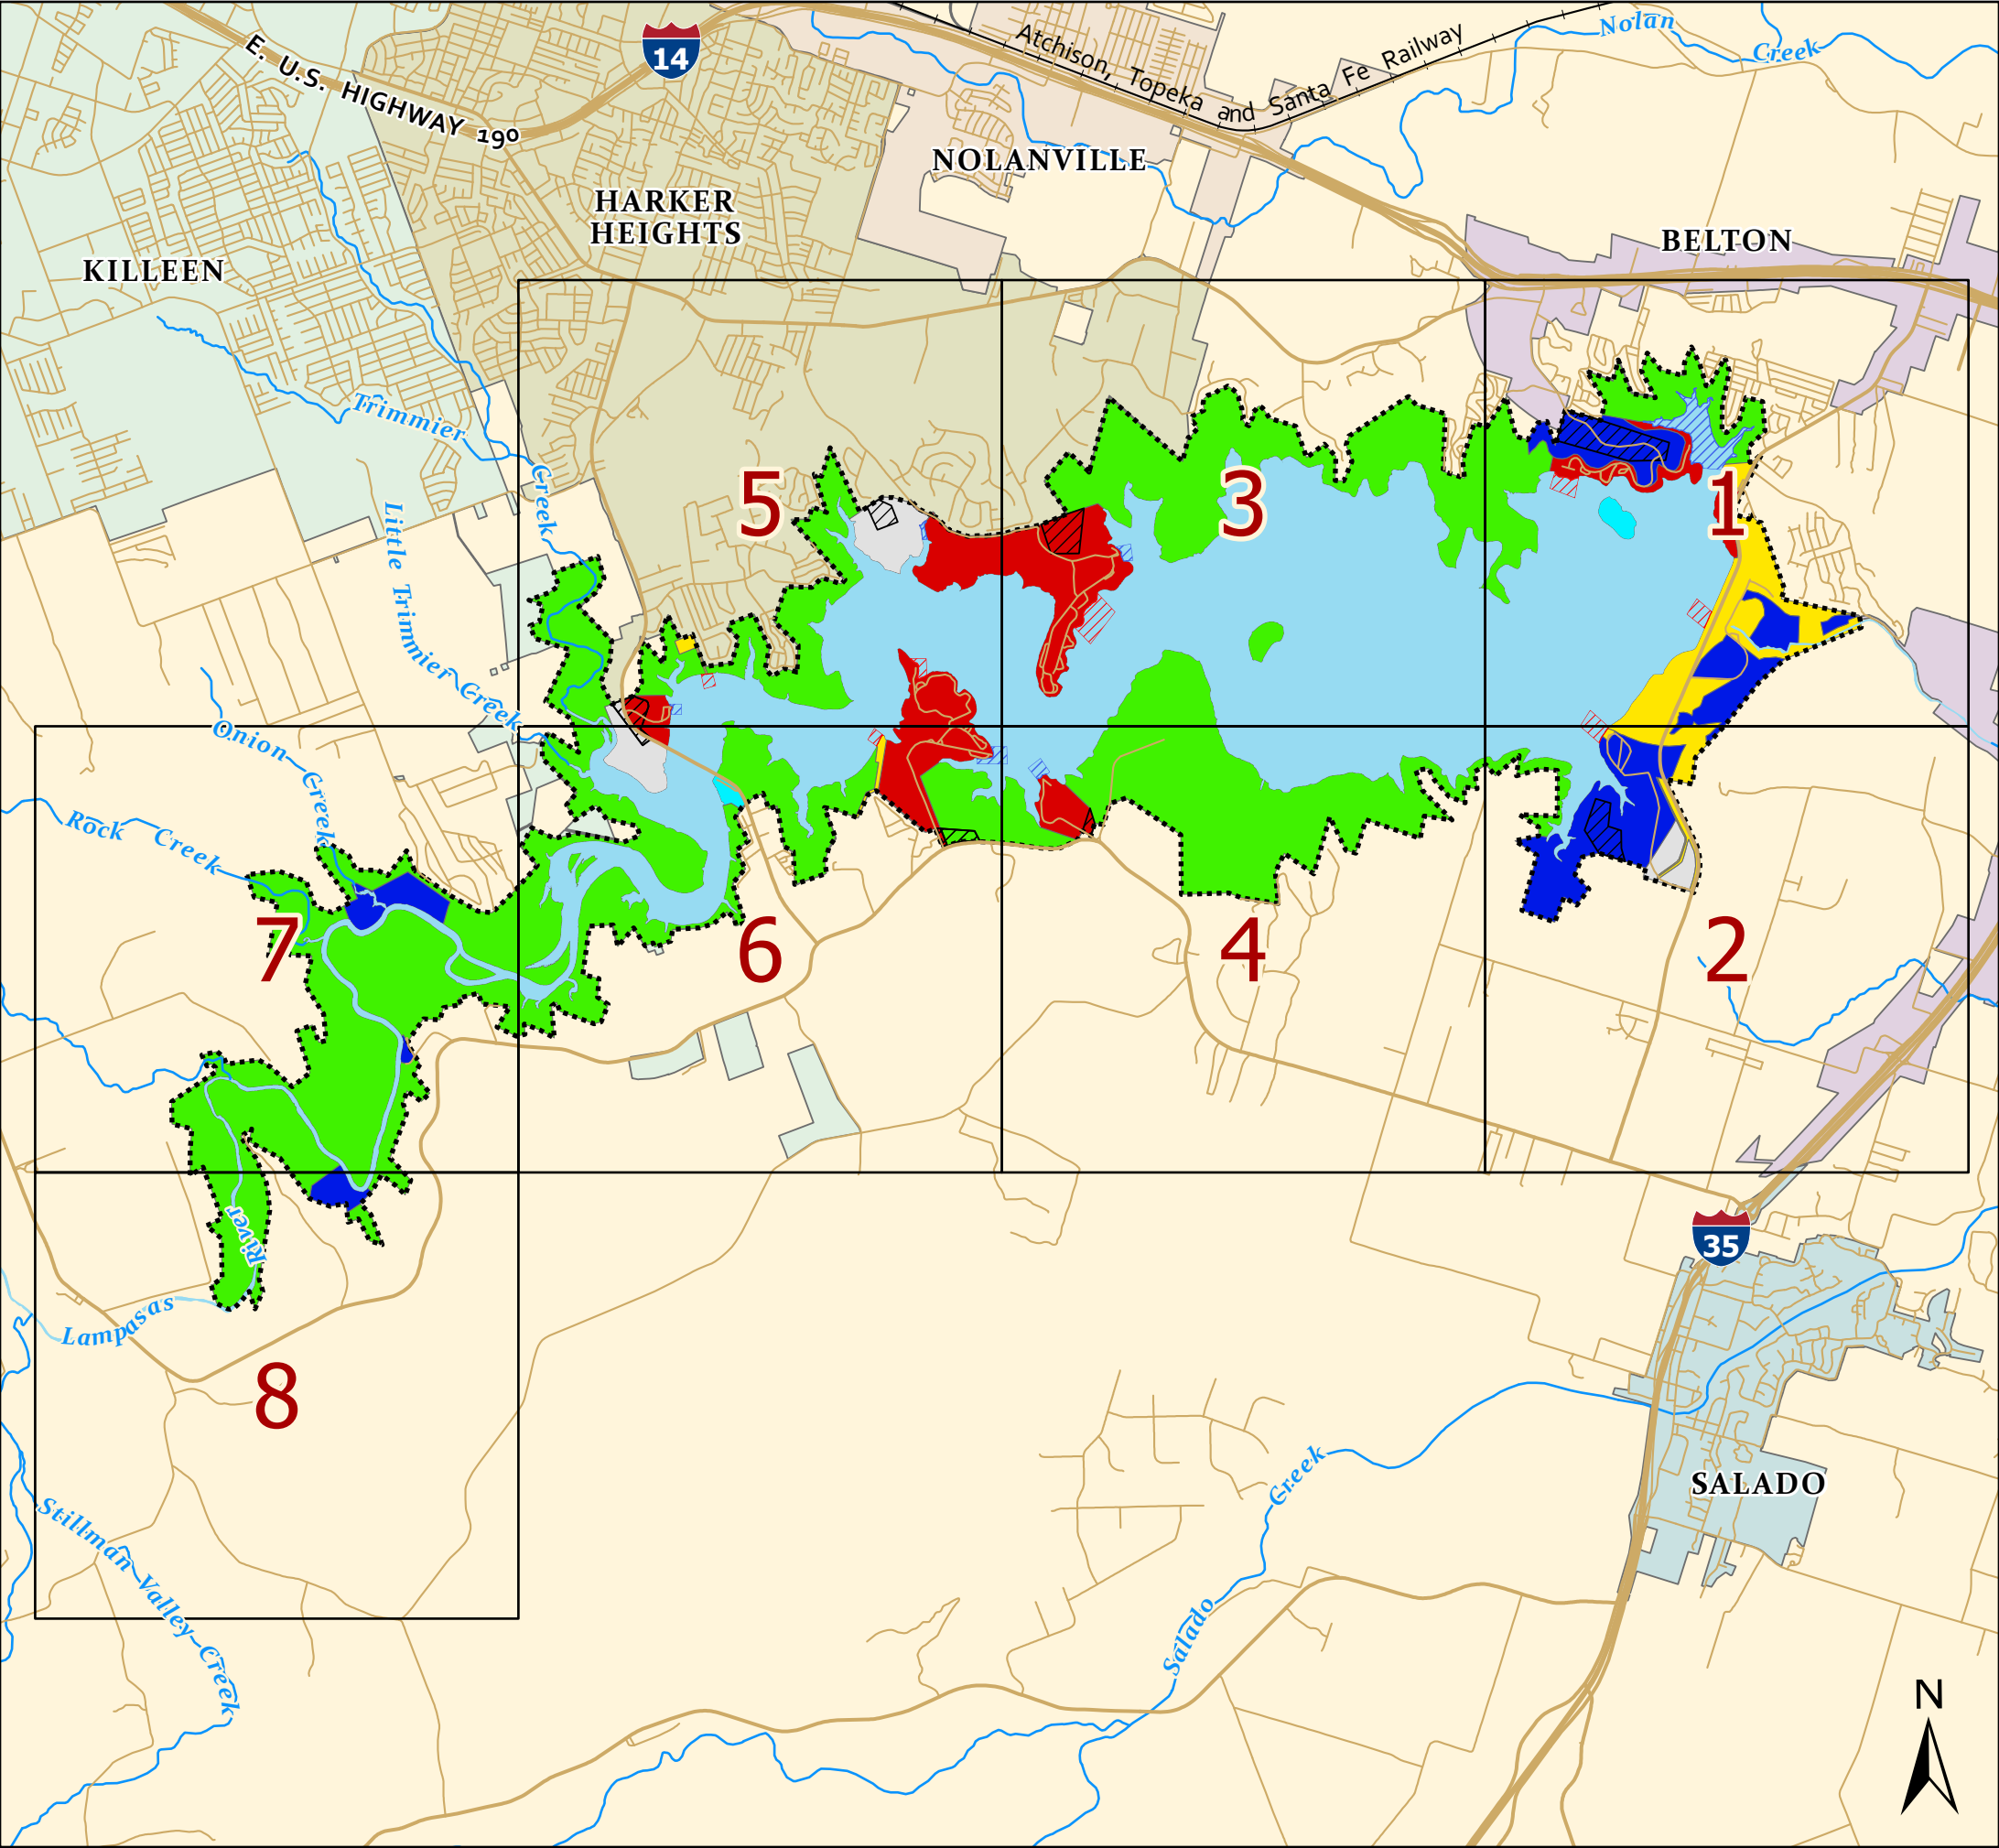 E. U.S. HIGHWAY 190
14
Atchison, Topeka and Santa Fe Railway
Nolan
Creek
NOLANVILLE
HARKER
HEIGHTS
BELTON
KILLEEN
Trimmier
Creek
5
3
1
Little Trimmier Creek
Onion
Creek
Rock Creek
7
6
4
2
River
Lampasas
35
8
SALADO
Creek
Salado
Stillman Valley Creek
N